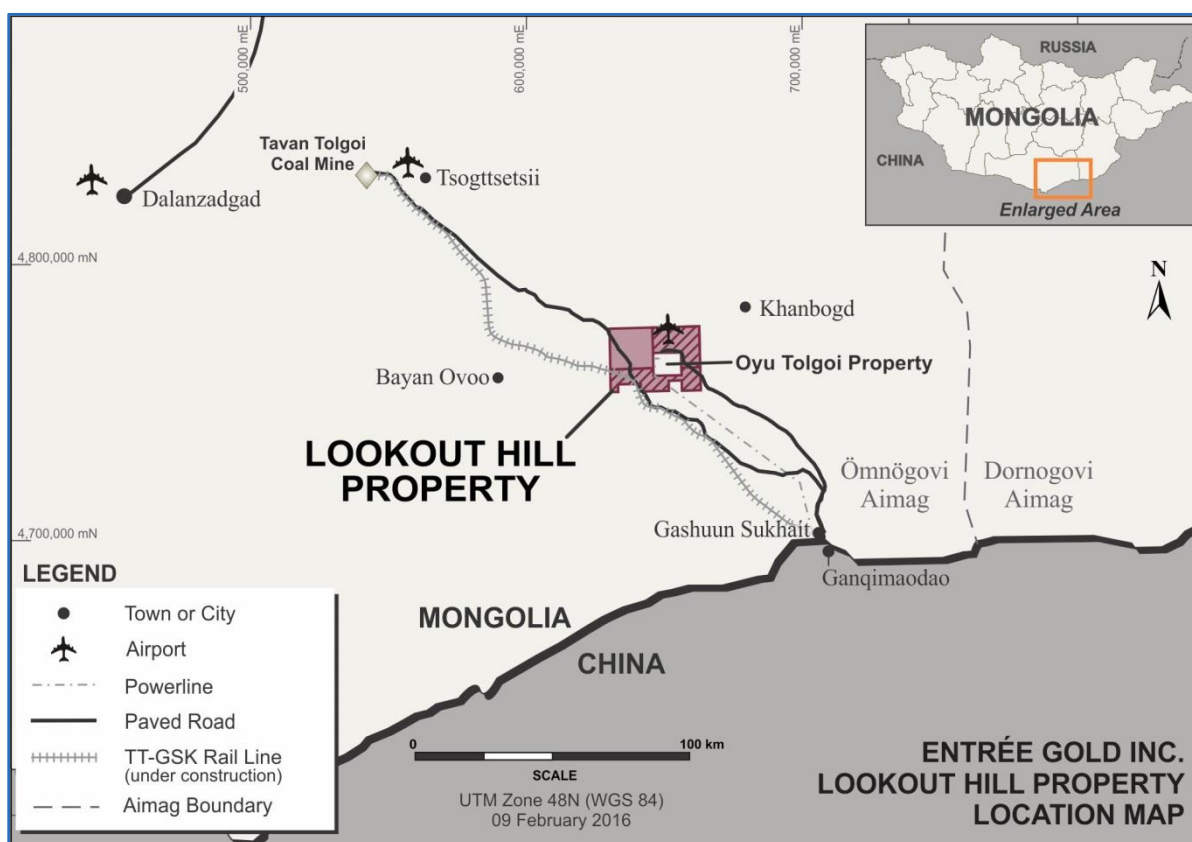 500,000 mE
600,000 mE
700,000 mE
RUSSIA
MONGOLIA
CHINA
Enlarged Area
Tavan Tolgoi
Coal Mine
Tsogttsetsii
Dalanzadgad
4,800,000 mN
N
Khanbogd
Oyu Tolgoi Property
Bayan Ovoo
LOOKOUT HILL
PROPERTY
Ömnögovi
Aimag
Dornogovi
Aimag
4,700,000 mN
Gashuun Sukhait
Ganqimaodao
LEGEND
Town or City
Airport
Powerline
Paved Road
TT-GSK Rail Line
(under construction)
Aimag Boundary
MONGOLIA
CHINA
0
100 km
SCALE
UTM Zone 48N (WGS 84)
09 February 2016
ENTRÉE GOLD INC.
LOOKOUT HILL PROPERTY
LOCATION MAP